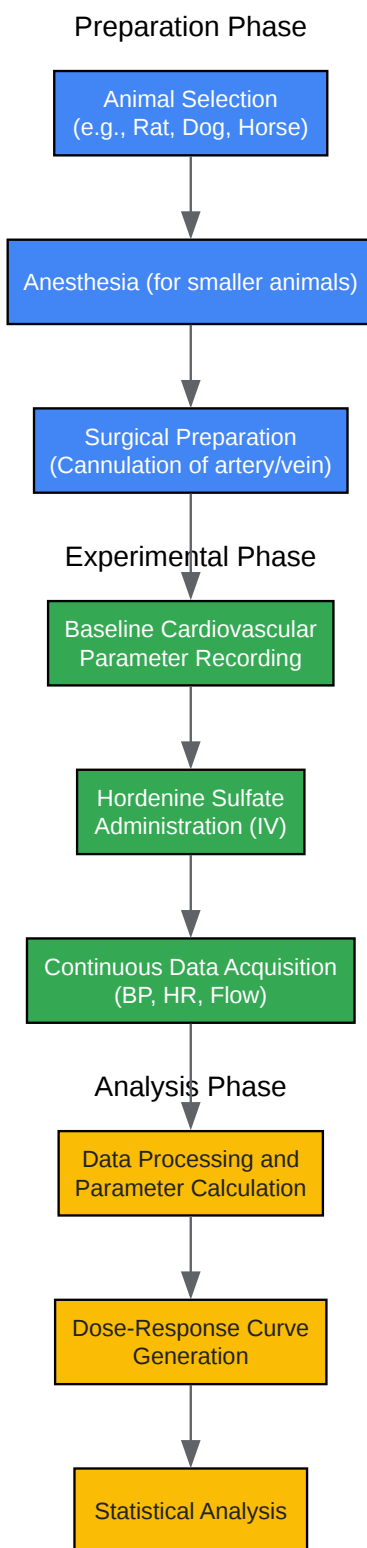 Preparation Phase
Animal Selection
(e.g., Rat, Dog, Horse)
Anesthesia (for smaller animals)
Surgical Preparation
(Cannulation of artery/vein)
Experimental Phase
Baseline Cardiovascular
Parameter Recording
Hordenine Sulfate
Administration (IV)
Continuous Data Acquisition
(BP, HR, Flow)
Analysis Phase
Data Processing and
Parameter Calculation
Dose-Response Curve
Generation
Statistical Analysis